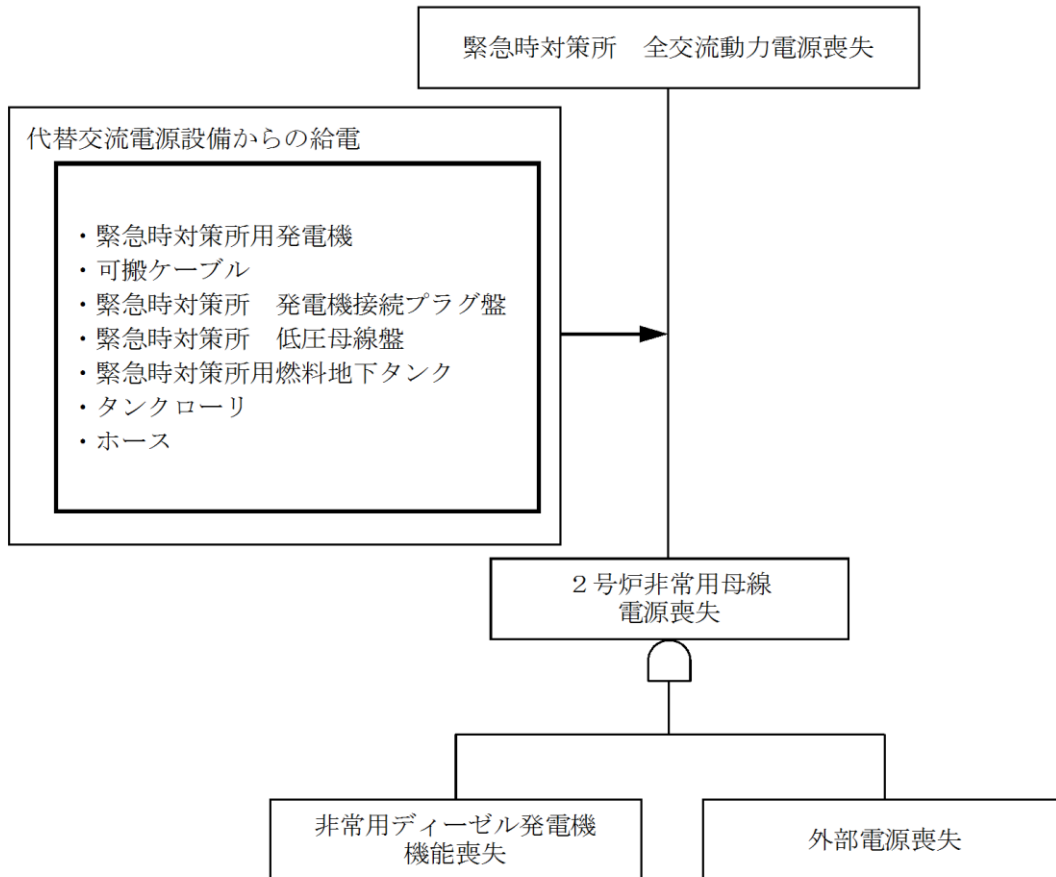 緊急時対策所　全交流動力電源喪失
代替交流電源設備からの給電
・緊急時対策所用発電機
・可搬ケーブル
・緊急時対策所　発電機接続プラグ盤
・緊急時対策所　低圧母線盤
・緊急時対策所用燃料地下タンク
・タンクローリ
・ホース
２号炉非常用母線
電源喪失
非常用ディーゼル発電機
機能喪失
外部電源喪失